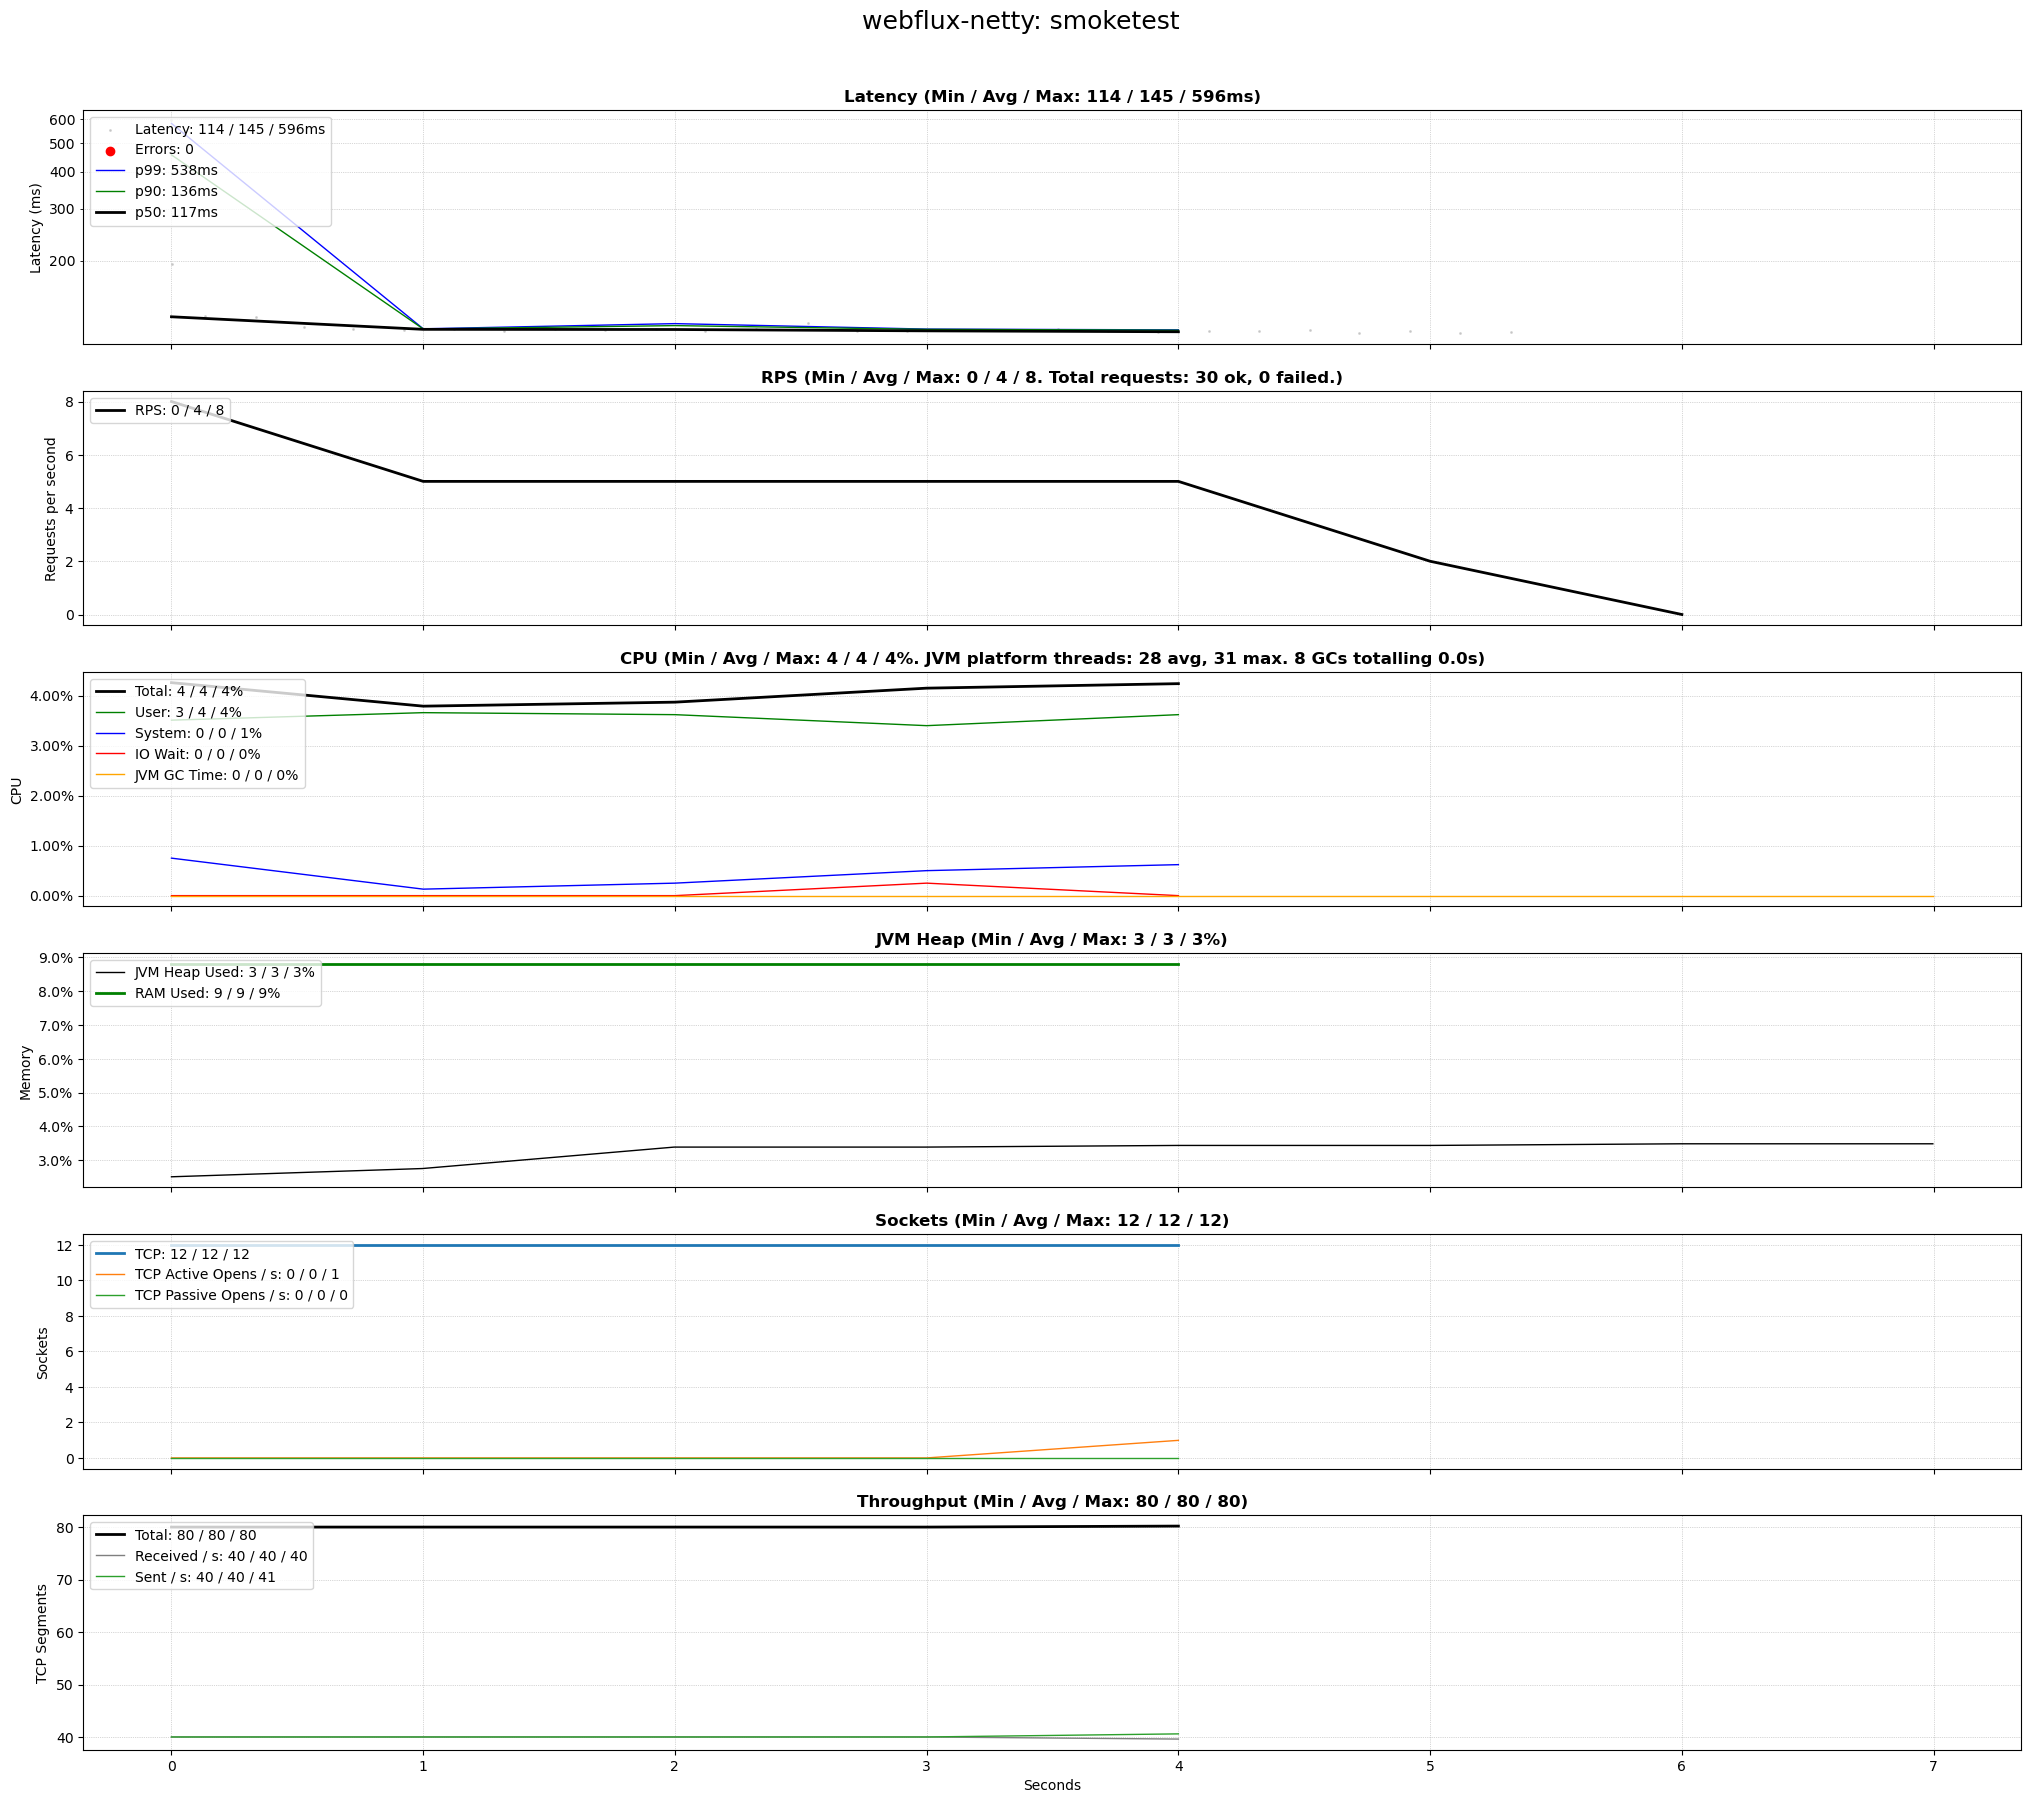 webflux-netty: smoketest
Latency (Min / Avg / Max: 114 / 145 / 596ms)
Latency (ms)
600
500
400
300
200
Latency: 114 / 145 / 596ms
Errors: 0
p99: 538ms
p90: 136ms
p50: 117ms
RPS (Min / Avg / Max: 0 / 4 / 8. Total requests: 30 ok, 0 failed.)
Requests per second
8
6
4
2
0
RPS: 0 / 4 / 8
CPU (Min / Avg / Max: 4 / 4 / 4%. JVM platform threads: 28 avg, 31 max. 8 GCs totalling 0.0s)
CPU
4.00%
3.00%
2.00%
1.00%
0.00%
Total: 4 / 4 / 4%
User: 3 / 4 / 4%
System: 0 / 0 / 1%
IO Wait: 0 / 0 / 0%
JVM GC Time: 0 / 0 / 0%
JVM Heap (Min / Avg / Max: 3 / 3 / 3%)
Memory
9.0%
8.0%
7.0%
6.0%
5.0%
4.0%
3.0%
JVM Heap Used: 3 / 3 / 3%
RAM Used: 9 / 9 / 9%
Sockets (Min / Avg / Max: 12 / 12 / 12)
Sockets
12
10
8
6
4
2
0
TCP: 12 / 12 / 12
TCP Active Opens / s: 0 / 0 / 1
TCP Passive Opens / s: 0 / 0 / 0
Throughput (Min / Avg / Max: 80 / 80 / 80)
TCP Segments
80
70
60
50
40
Total: 80 / 80 / 80
Received / s: 40 / 40 / 40
Sent / s: 40 / 40 / 41
0 1 2 3 4 5 6 7
Seconds